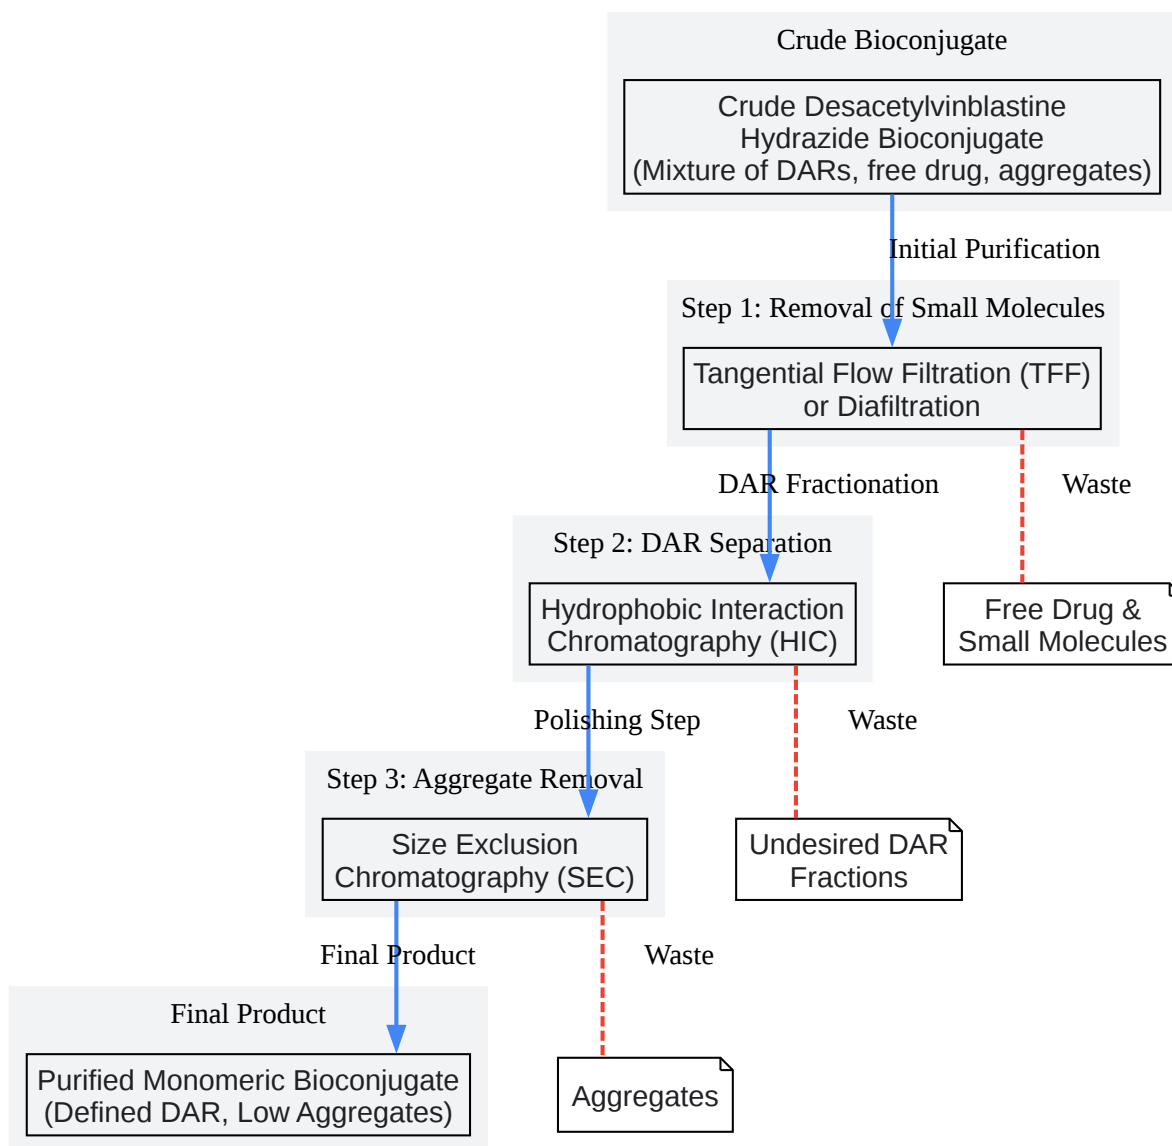 Crude Bioconjugate
Crude Desacetylvinblastine
Hydrazide Bioconjugate
(Mixture of DARs, free drug, aggregates)
Initial Purification
Step 1: Removal of Small Molecules
Tangential Flow Filtration (TFF)
or Diafiltration
DAR Fractionation
Waste
Step 2: DAR Separation
Hydrophobic Interaction
Chromatography (HIC)
Free Drug &
Small Molecules
Polishing Step
Waste
Step 3: Aggregate Removal
Size Exclusion
Chromatography (SEC)
Undesired DAR
Fractions
Final Product
Waste
Final Product
Purified Monomeric Bioconjugate
(Defined DAR, Low Aggregates)
Aggregates